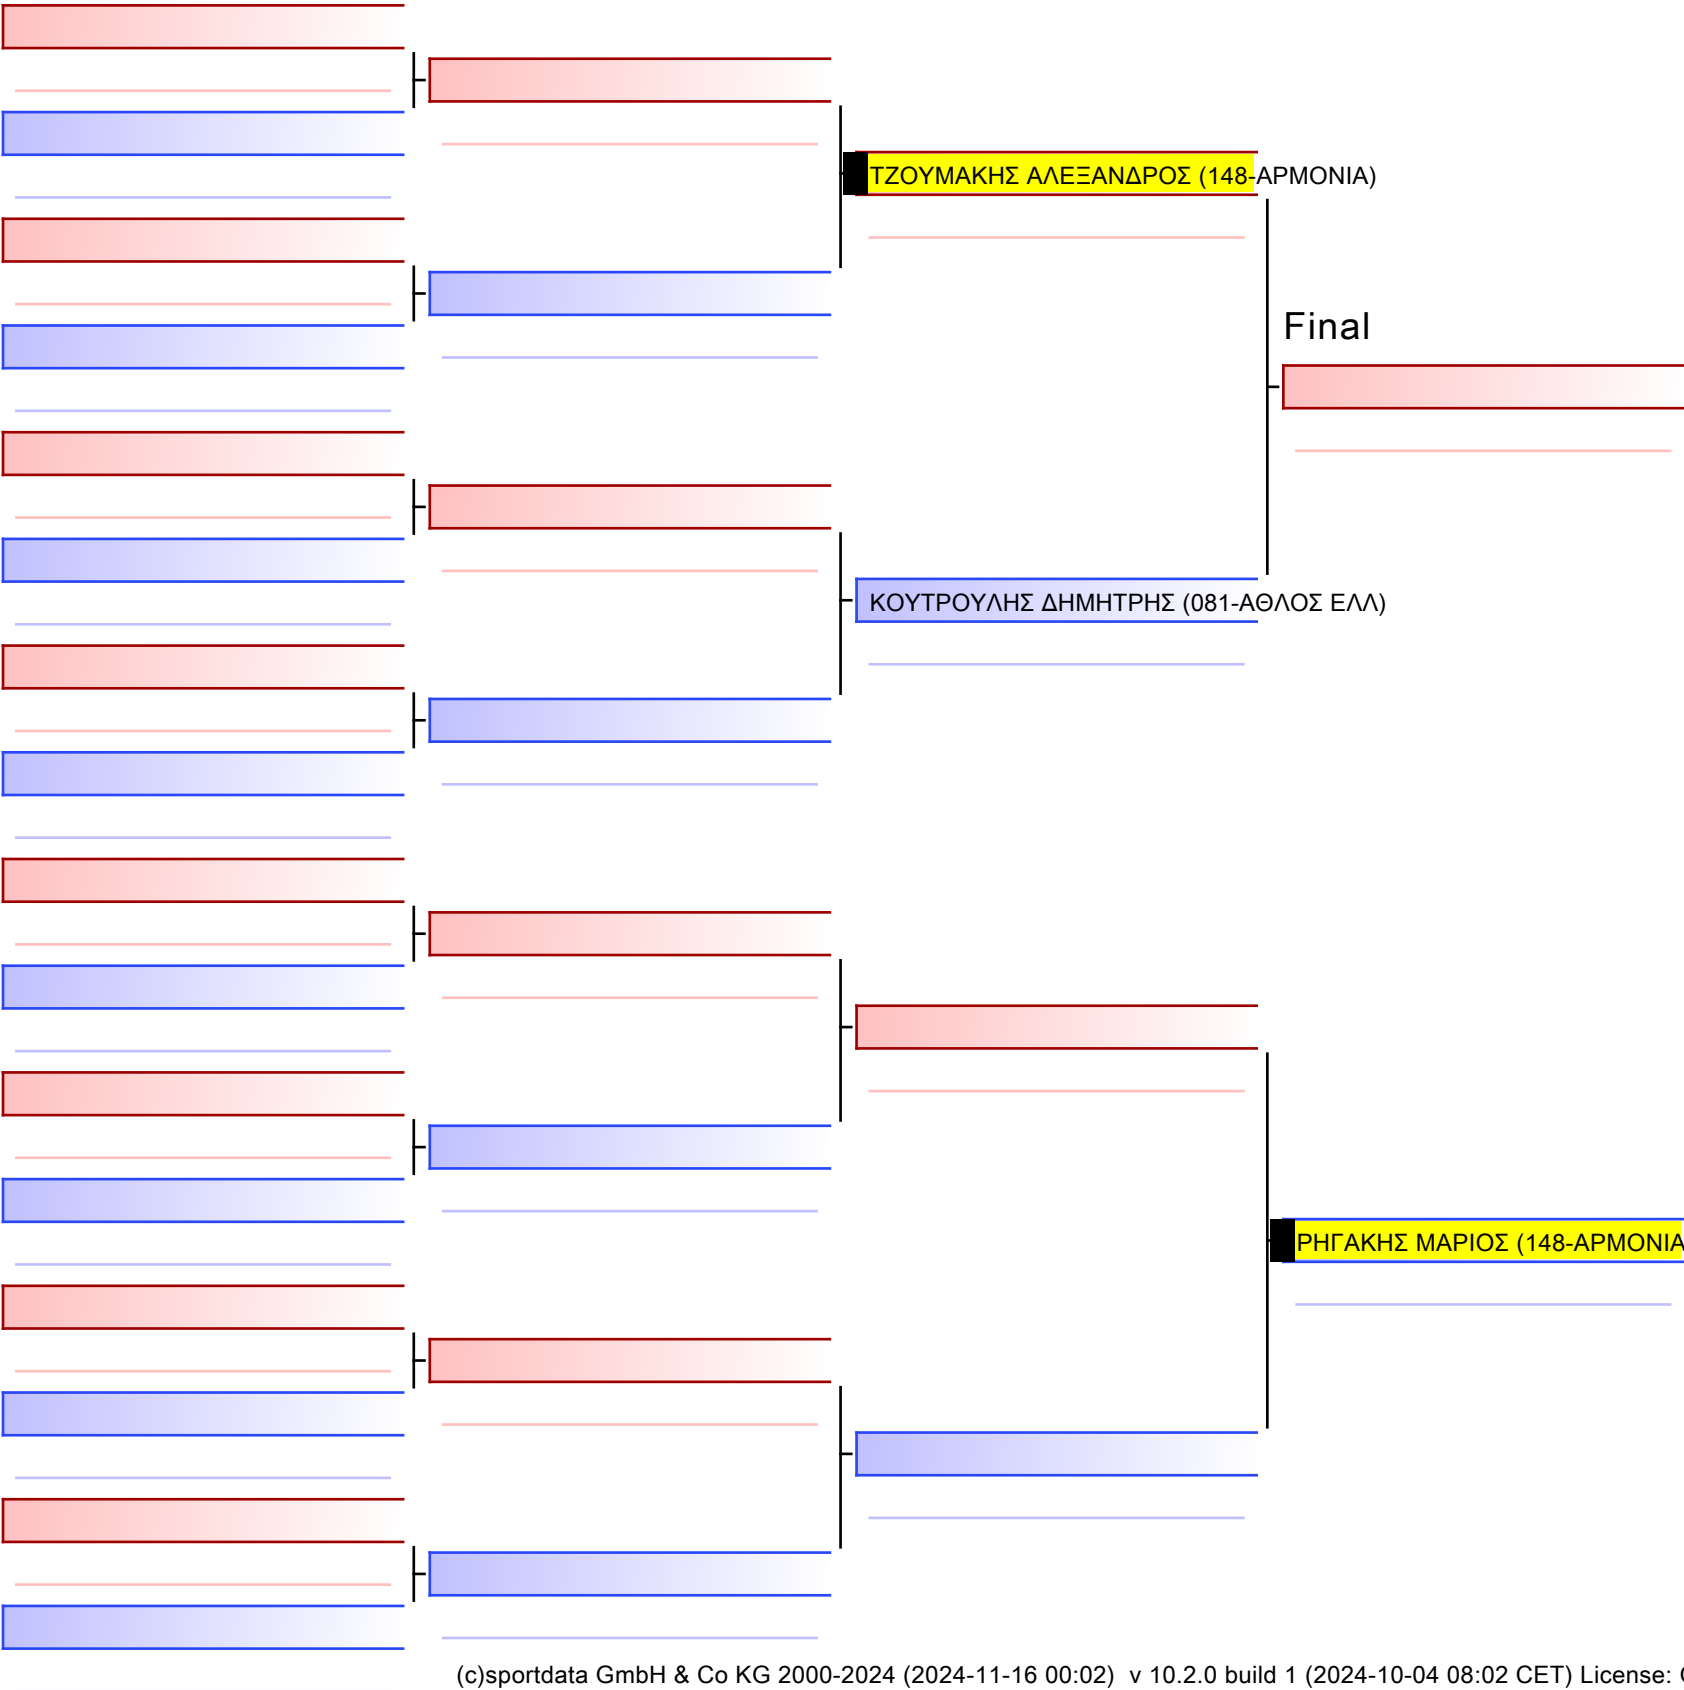 ΤΖΟΥΜΑΚΗΣ ΑΛΕΞΑΝΔΡΟΣ (148-ΑΡΜΟΝΙΑ)
Final
ΚΟΥΤΡΟΥΛΗΣ ΔΗΜΗΤΡΗΣ (081-ΑΘΛΟΣ ΕΛΛ)
ΡΗΓΑΚΗΣ ΜΑΡΙΟΣ (148-ΑΡΜΟΝΙΑ
(c)sportdata GmbH & Co KG 2000-2024 (2024-11-16 00:02) v 10.2.0 build 1 (2024-10-04 08:02 CET) License: